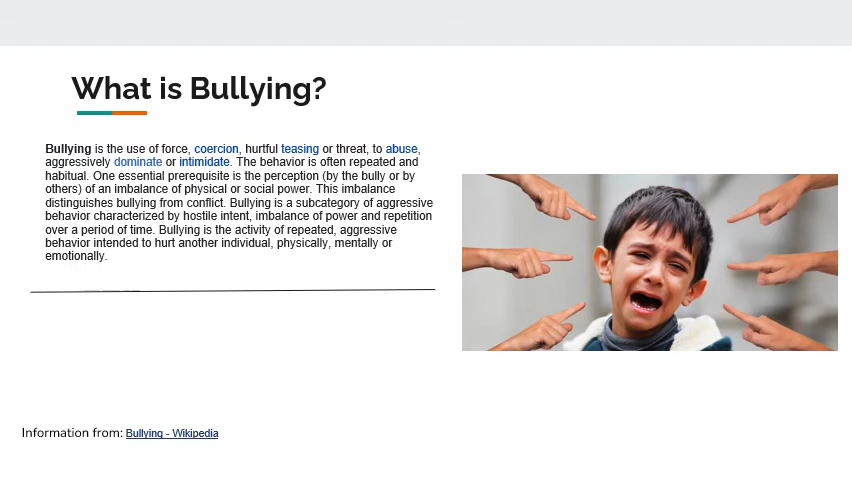 What is Bullying?
Bullying is the use of force, coercion, hurtful teasing or threat, to abuse,
aggressively dominate or intimidate. The behavior is often repeated and
habitual. One essential prerequisite is the perception (by the bully or by
others) of an imbalance of physical or social power. This imbalance
distinguishes bullying from conflict. Bullying is a subcategory of aggressive
behavior characterized by hostile intent, imbalance of power and repetition
over a period of time. Bullying is the activity of repeated, aggressive
behavior intended to hurt another individual, physically, mentally or
emotionally.
Information from: Bullying - Wikipedia